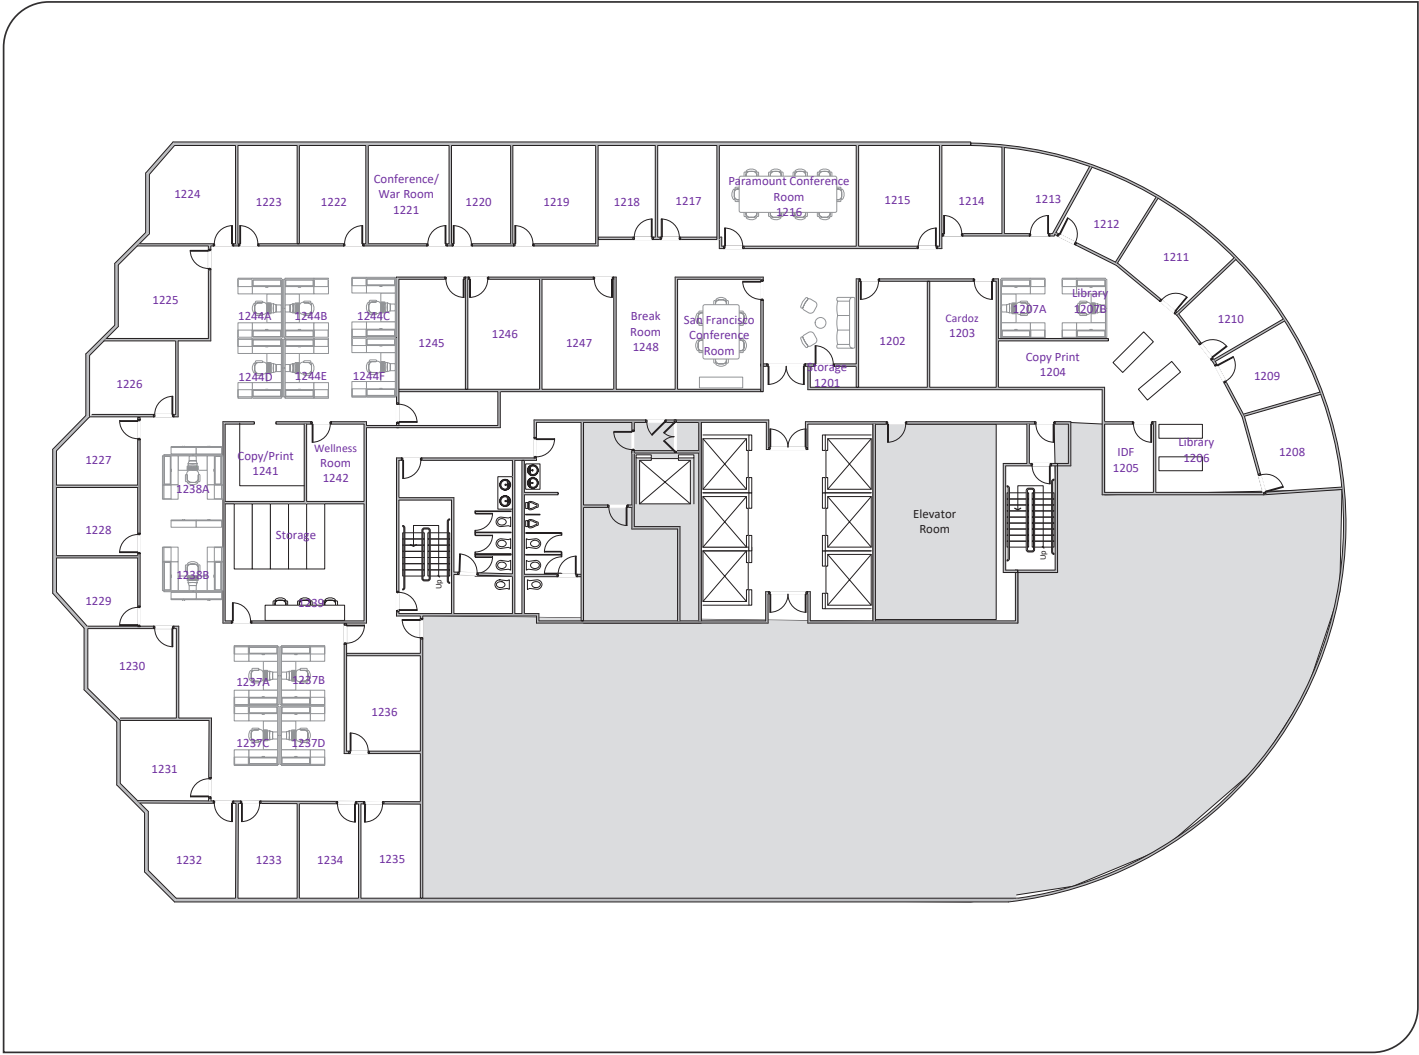 1224
1223
1222
Conference/
War Room
1221
1220
1219
1218
1217
Paramount Conference
Room
1216
1215
1214
1213
1212
1211
1210
1209
1208
1225
1244A
1244B
1244C
1244D
1244E
1244F
1245
1246
1247
Break
Room
1248
San Francisco
Conference
Room
Storage
1201
1202
Cardoz
1203
1207A
Library
1207B
Copy Print
1204
IDF
1205
Library
1206
1226
1227
1228
1229
1238A
1238B
Copy/Print
1241
Wellness
Room
1242
Storage
1239
Up
Elevator
Room
Up
1230
1231
1237A
1237B
1237C
1237D
1236
1232
1233
1234
1235